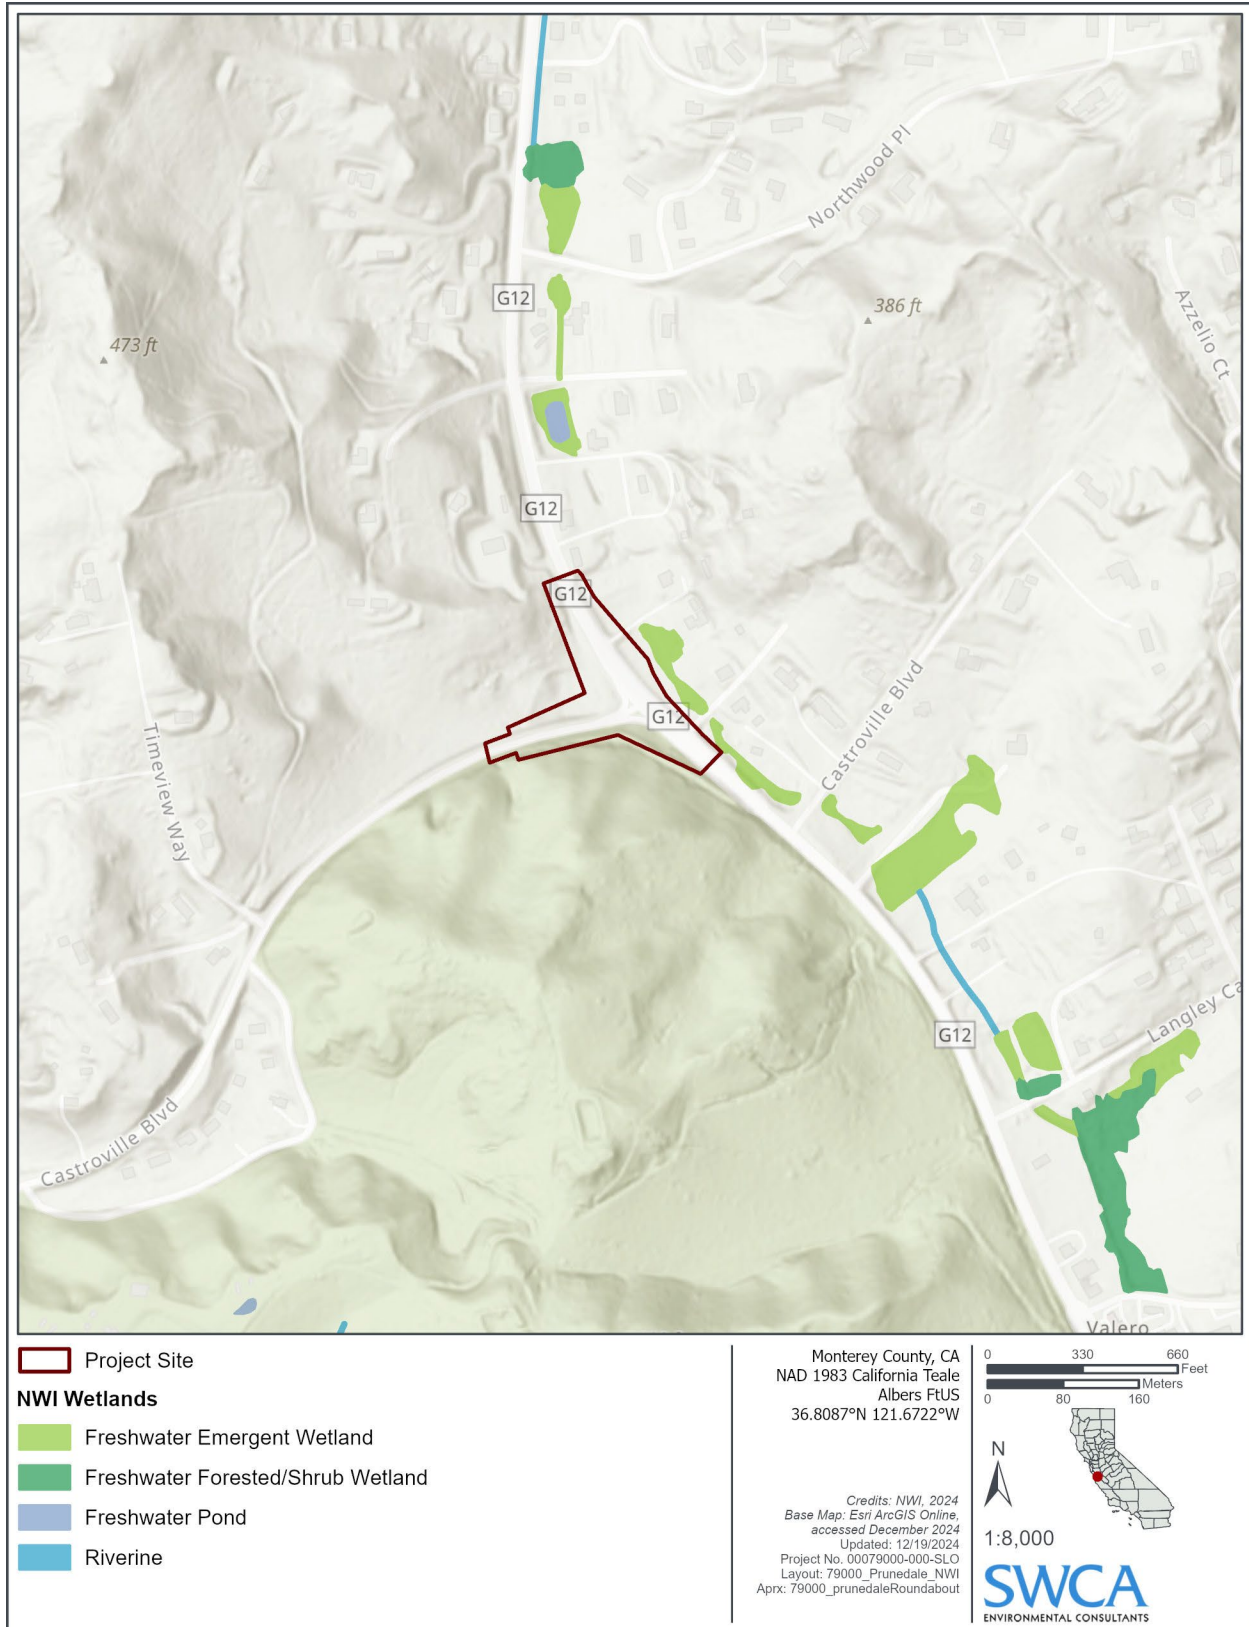 Northwood Pl
G12
386 ft
Azzelio Ct
473 ft
G12
G12
G12
Castroville Blvd
Timeview Way
G12
Langley Ca
Castroville Blvd
Valero
Project Site
NWI Wetlands
Freshwater Emergent Wetland
Freshwater Forested/Shrub Wetland
Freshwater Pond
Riverine
Monterey County, CA
NAD 1983 California Teale
Albers FtUS
36.8087°N 121.6722°W
Credits: NWI, 2024
Base Map: Esri ArcGIS Online,
accessed December 2024
Updated: 12/19/2024
Project No. 00079000-000-SLO
Layout: 79000_Prunedale_NWI
Aprx: 79000_prunedaleRoundabout
0 330 660
Feet
Meters
0 80 160
N
1:8,000
SWCA
ENVIRONMENTAL CONSULTANTS